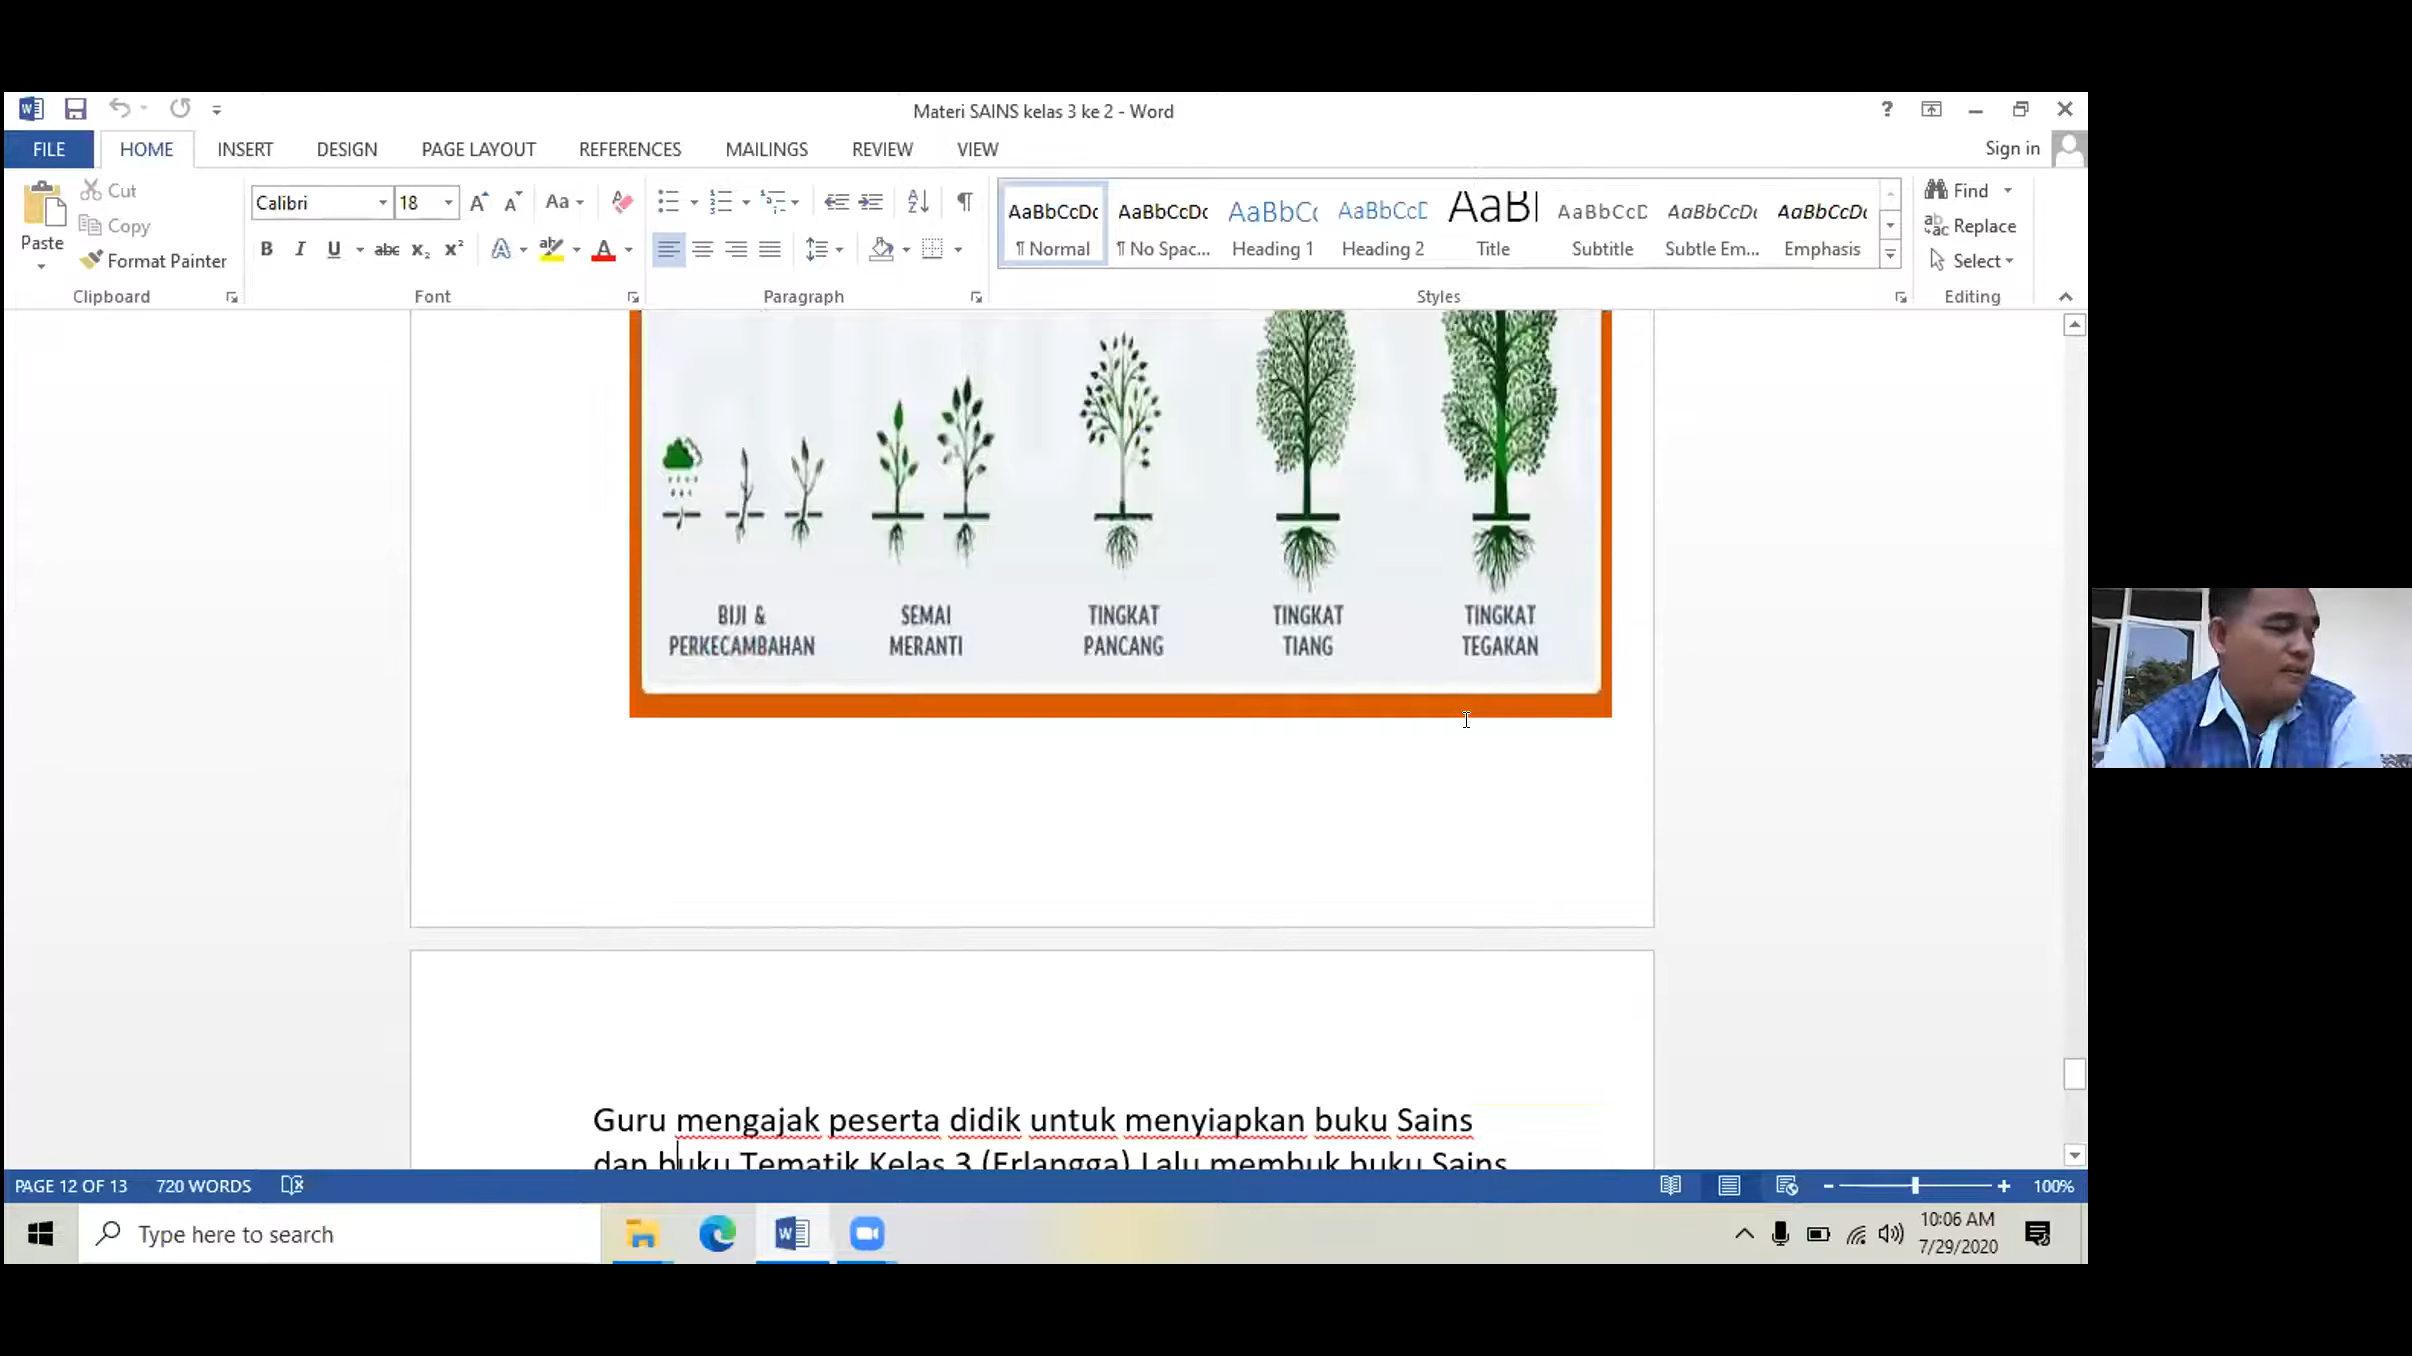 Materi SAINS kelas 3 ke 2 - Word
FILE HOME INSERT DESIGN PAGE LAYOUT REFERENCES MAILINGS REVIEW VIEW Sign in
Paste
Cut
Copy
Format Painter
Clipboard
Calibri 18
Font
Paragraph
AaBbCcDc AaBbCcDc AaBbCc AaBbCcD AaBl AaBbCcD AaBbCcDc AaBbCcDc
¶ Normal ¶ No Spac... Heading 1 Heading 2 Title Subtitle Subtle Em... Emphasis
Styles
Find
Replace
Select
Editing
BIJI &
PERKECAMBAHAN
SEMAI
MERANTI
TINGKAT
PANCANG
TINGKAT
TIANG
TINGKAT
TEGAKAN
Guru mengajak peserta didik untuk menyiapkan buku Sains
dan buku Tematik Kelas 3 (Erlangga) Lalu membuk buku Sains
PAGE 12 OF 13 720 WORDS 100%
Type here to search
10:06 AM
7/29/2020